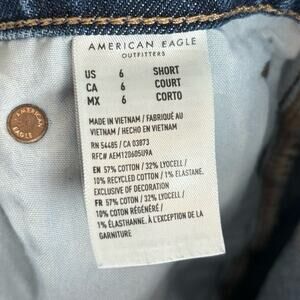 AMERICAN EAGLE
OUTFITTERS
US 6 SHORT
CA 6 COURT
MX 6 CORTO
MADE IN VIETNAM / FABRIQUÉ AU
VIETNAM / HECHO EN VIETNAM
RN 54485 / CA 03873
RFC# AEM120605U9A
EN 57% COTTON / 32% LYOCELL /
10% RECYCLED COTTON / 1% ELASTANE.
EXCLUSIVE OF DECORATION
FR 57% COTON / 32% LYOCELL /
10% COTON RÉGÉNÉRÉ /
1% ÉLASTHANNE. À L'EXCEPTION DE LA
GARNITURE
AMERICAN
EAGLE